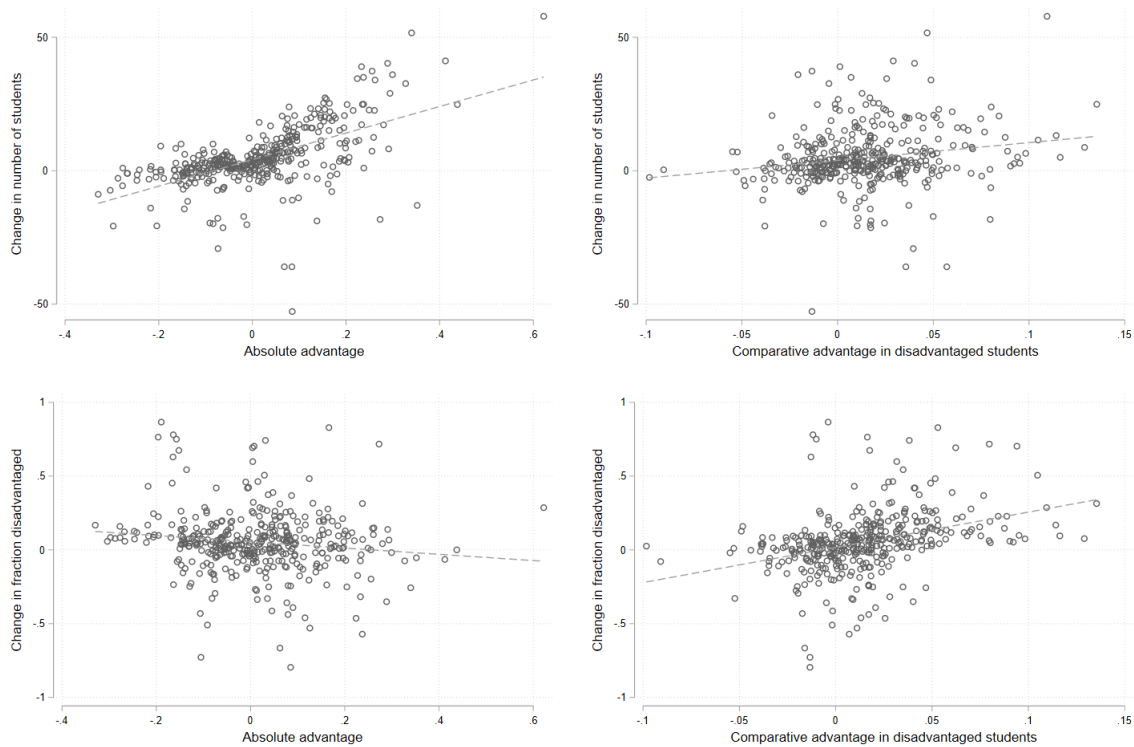 Change in number of students
50
0
-50
-.4 -.2 0 .2 .4 .6
Absolute advantage
Change in number of students
50
0
-50
-.1 -.05 0 .05 .1 .15
Comparative advantage in disadvantaged students
Change in fraction disadvantaged
1
.5
0
-.5
-1
-.4 -.2 0 .2 .4 .6
Absolute advantage
Change in fraction disadvantaged
1
.5
0
-.5
-1
-.1 -.05 0 .05 .1 .15
Comparative advantage in disadvantaged students